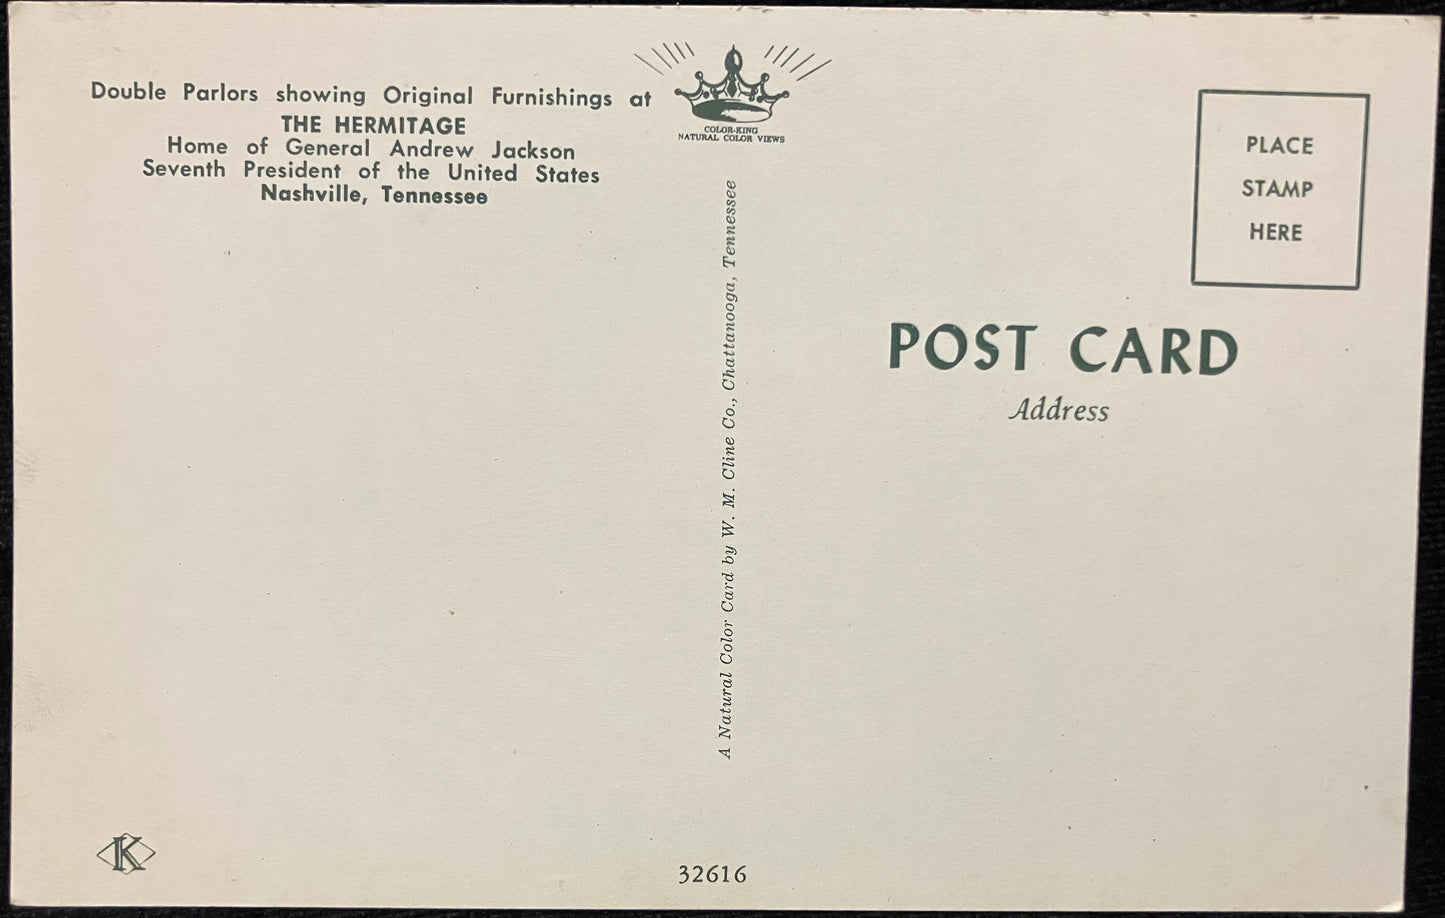 Double Parlors showing Original Furnishings at
THE HERMITAGE
Home of General Andrew Jackson
Seventh President of the United States
Nashville, Tennessee
COLOR-KING
NATURAL COLOR VIEWS
A Natural Color Card by W. M. Cline Co., Chattanooga, Tennessee
PLACE
STAMP
HERE
POST CARD
Address
K
32616